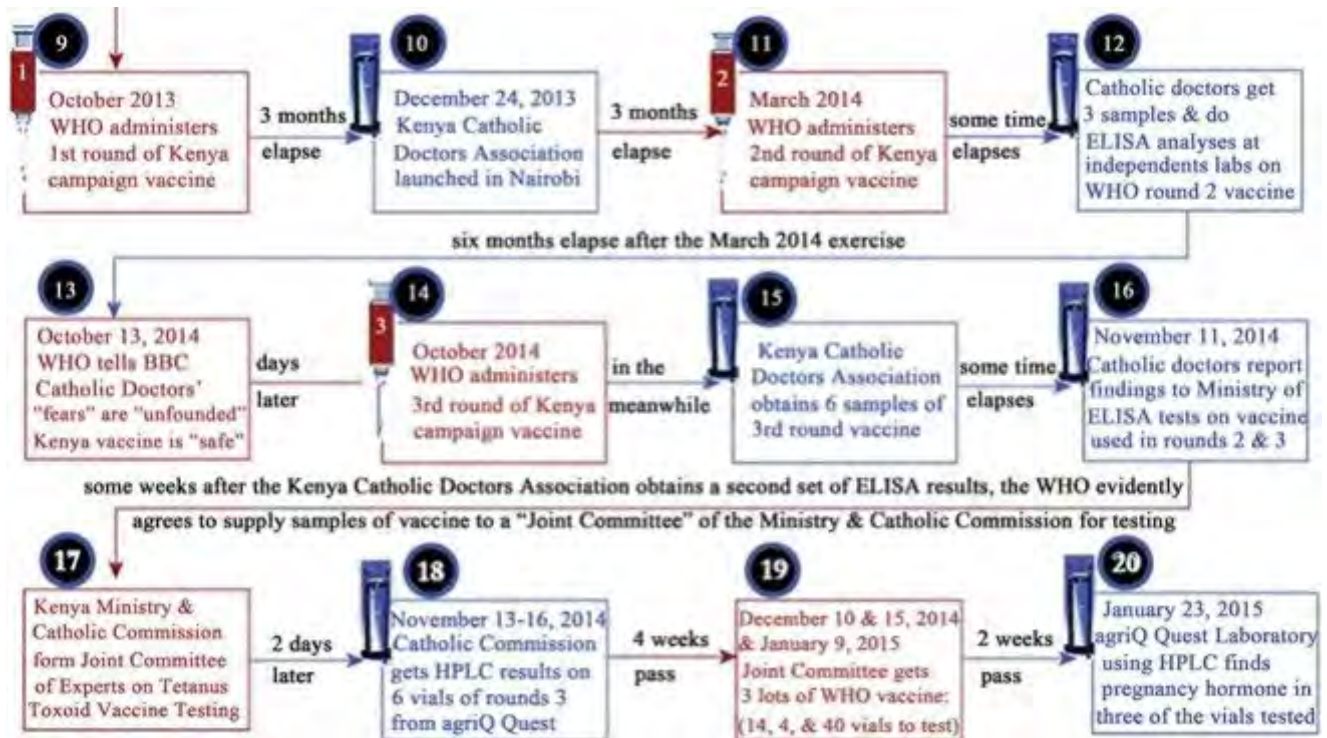 9
1
October 2013
WHO administers
1st round of Kenya
campaign vaccine
3 months
elapse
10
December 24, 2013
Kenya Catholic
Doctors Association
launched in Nairobi
3 months
elapse
11
2
March 2014
WHO administers
2nd round of Kenya
campaign vaccine
some time
elapses
12
Catholic doctors get
3 samples & do
ELISA analyses at
independents labs on
WHO round 2 vaccine
six months elapse after the March 2014 exercise
13
October 13, 2014
WHO tells BBC
Catholic Doctors'
"fears" are "unfounded"
Kenya vaccine is "safe"
days
later
14
3
October 2014
WHO administers
3rd round of Kenya
campaign vaccine
in the
meanwhile
15
Kenya Catholic
Doctors Association
obtains 6 samples of
3rd round vaccine
some time
elapses
16
November 11, 2014
Catholic doctors report
findings to Ministry of
ELISA tests on vaccine
used in rounds 2 & 3
some weeks after the Kenya Catholic Doctors Association obtains a second set of ELISA results, the WHO evidently
agrees to supply samples of vaccine to a "Joint Committee" of the Ministry & Catholic Commission for testing
17
Kenya Ministry &
Catholic Commission
form Joint Committee
of Experts on Tetanus
Toxoid Vaccine Testing
2 days
later
18
November 13-16, 2014
Catholic Commission
gets HPLC results on
6 vials of rounds 3
from agriQ Quest
4 weeks
pass
19
December 10 & 15, 2014
& January 9, 2015
Joint Committee gets
3 lots of WHO vaccine:
(14, 4, & 40 vials to test)
2 weeks
pass
20
January 23, 2015
agriQ Quest Laboratory
using HPLC finds
pregnancy hormone in
three of the vials tested